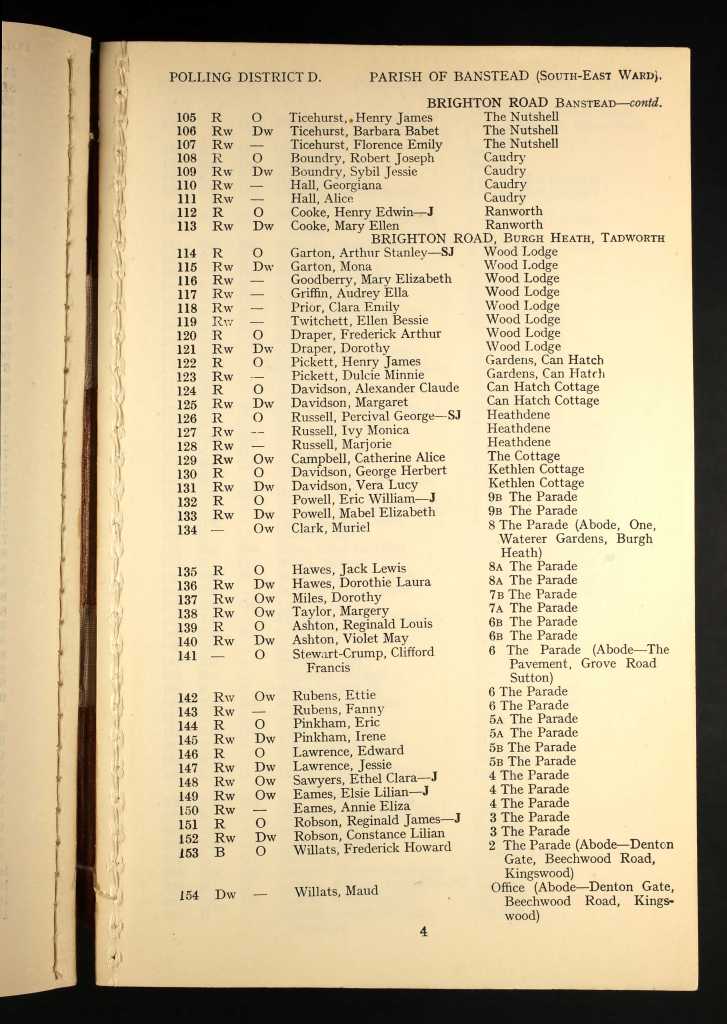 POLLING DISTRICT D. PARISH OF BANSTEAD (SOUTH-EAST WARD).
BRIGHTON ROAD BANSTEAD—contd.
105 R O Ticehurst, Henry James The Nutshell
106 Rw Dw Ticehurst, Barbara Babet The Nutshell
107 Rw — Ticehurst, Florence Emily The Nutshell
108 R O Boundry, Robert Joseph Caudry
109 Rw Dw Boundry, Sybil Jessie Caudry
110 Rw — Hall, Georgiana Caudry
111 Rw — Hall, Alice Caudry
112 R O Cooke, Henry Edwin—J Ranworth
113 Rw Dw Cooke, Mary Ellen Ranworth
BRIGHTON ROAD, BURGH HEATH, TADWORTH
114 R O Garton, Arthur Stanley—SJ Wood Lodge
115 Rw Dw Garton, Mona Wood Lodge
116 Rw — Goodberry, Mary Elizabeth Wood Lodge
117 Rw — Griffin, Audrey Ella Wood Lodge
118 Rw — Prior, Clara Emily Wood Lodge
119 Rw — Twitchett, Ellen Bessie Wood Lodge
120 R O Draper, Frederick Arthur Wood Lodge
121 Rw Dw Draper, Dorothy Wood Lodge
122 R O Pickett, Henry James Gardens, Can Hatch
123 Rw — Pickett, Dulcie Minnie Gardens, Can Hatch
124 R O Davidson, Alexander Claude Can Hatch Cottage
125 Rw Dw Davidson, Margaret Can Hatch Cottage
126 R O Russell, Percival George—SJ Heathdene
127 Rw — Russell, Ivy Monica Heathdene
128 Rw — Russell, Marjorie Heathdene
129 Rw Ow Campbell, Catherine Alice The Cottage
130 R O Davidson, George Herbert Kethlen Cottage
131 Rw Dw Davidson, Vera Lucy Kethlen Cottage
132 R O Powell, Eric William—J 9B The Parade
133 Rw Dw Powell, Mabel Elizabeth 9B The Parade
134 — Ow Clark, Muriel 8 The Parade (Abode, One,
Waterer Gardens, Burgh
Heath)
135 R O Hawes, Jack Lewis 8A The Parade
136 Rw Dw Hawes, Dorothie Laura 8A The Parade
137 Rw Ow Miles, Dorothy 7B The Parade
138 Rw Ow Taylor, Margery 7A The Parade
139 R O Ashton, Reginald Louis 6B The Parade
140 Rw Dw Ashton, Violet May 6B The Parade
141 — O Stewart-Crump, Clifford 6 The Parade (Abode—The
Francis Pavement, Grove Road
Sutton)
142 Rw Ow Rubens, Ettie 6 The Parade
143 Rw — Rubens, Fanny 6 The Parade
144 R O Pinkham, Eric 5A The Parade
145 Rw Dw Pinkham, Irene 5A The Parade
146 R O Lawrence, Edward 5B The Parade
147 Rw Dw Lawrence, Jessie 5B The Parade
148 Rw Ow Sawyers, Ethel Clara—J 4 The Parade
149 Rw Ow Eames, Elsie Lilian—J 4 The Parade
150 Rw — Eames, Annie Eliza 4 The Parade
151 R O Robson, Reginald James—J 3 The Parade
152 Rw Dw Robson, Constance Lilian 3 The Parade
153 B O Willats, Frederick Howard 2 The Parade (Abode—Denton
Gate, Beechwood Road,
Kingswood)
154 Dw — Willats, Maud Office (Abode—Denton Gate,
Beechwood Road, Kings-
wood)
4